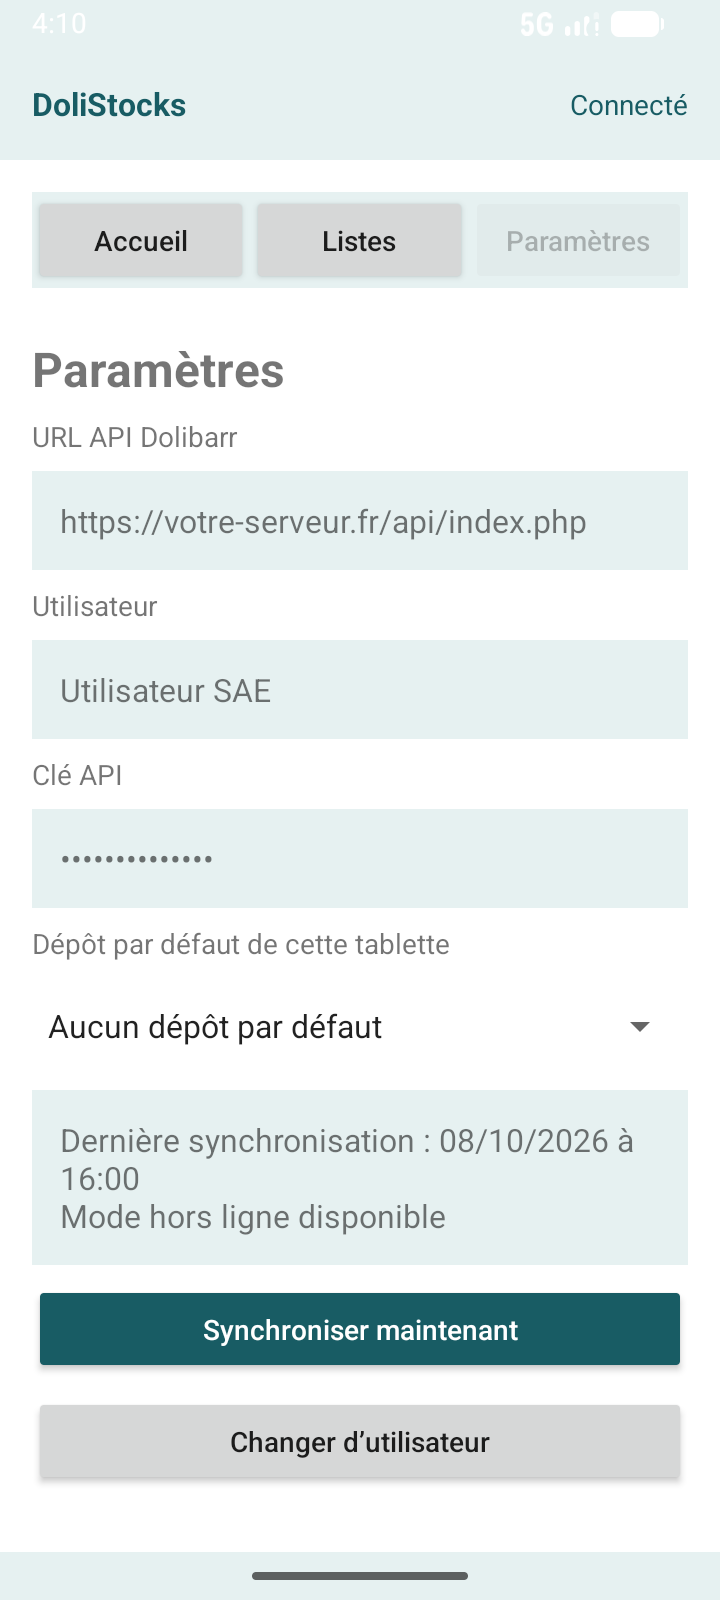 4:10
5G
DoliStocks
Connecté
Accueil
Listes
Paramètres
Paramètres
URL API Dolibarr
https://votre-serveur.fr/api/index.php
Utilisateur
Utilisateur SAE
Clé API
••••••••••••••
Dépôt par défaut de cette tablette
Aucun dépôt par défaut
Dernière synchronisation : 08/10/2026 à
16:00
Mode hors ligne disponible
Synchroniser maintenant
Changer d’utilisateur